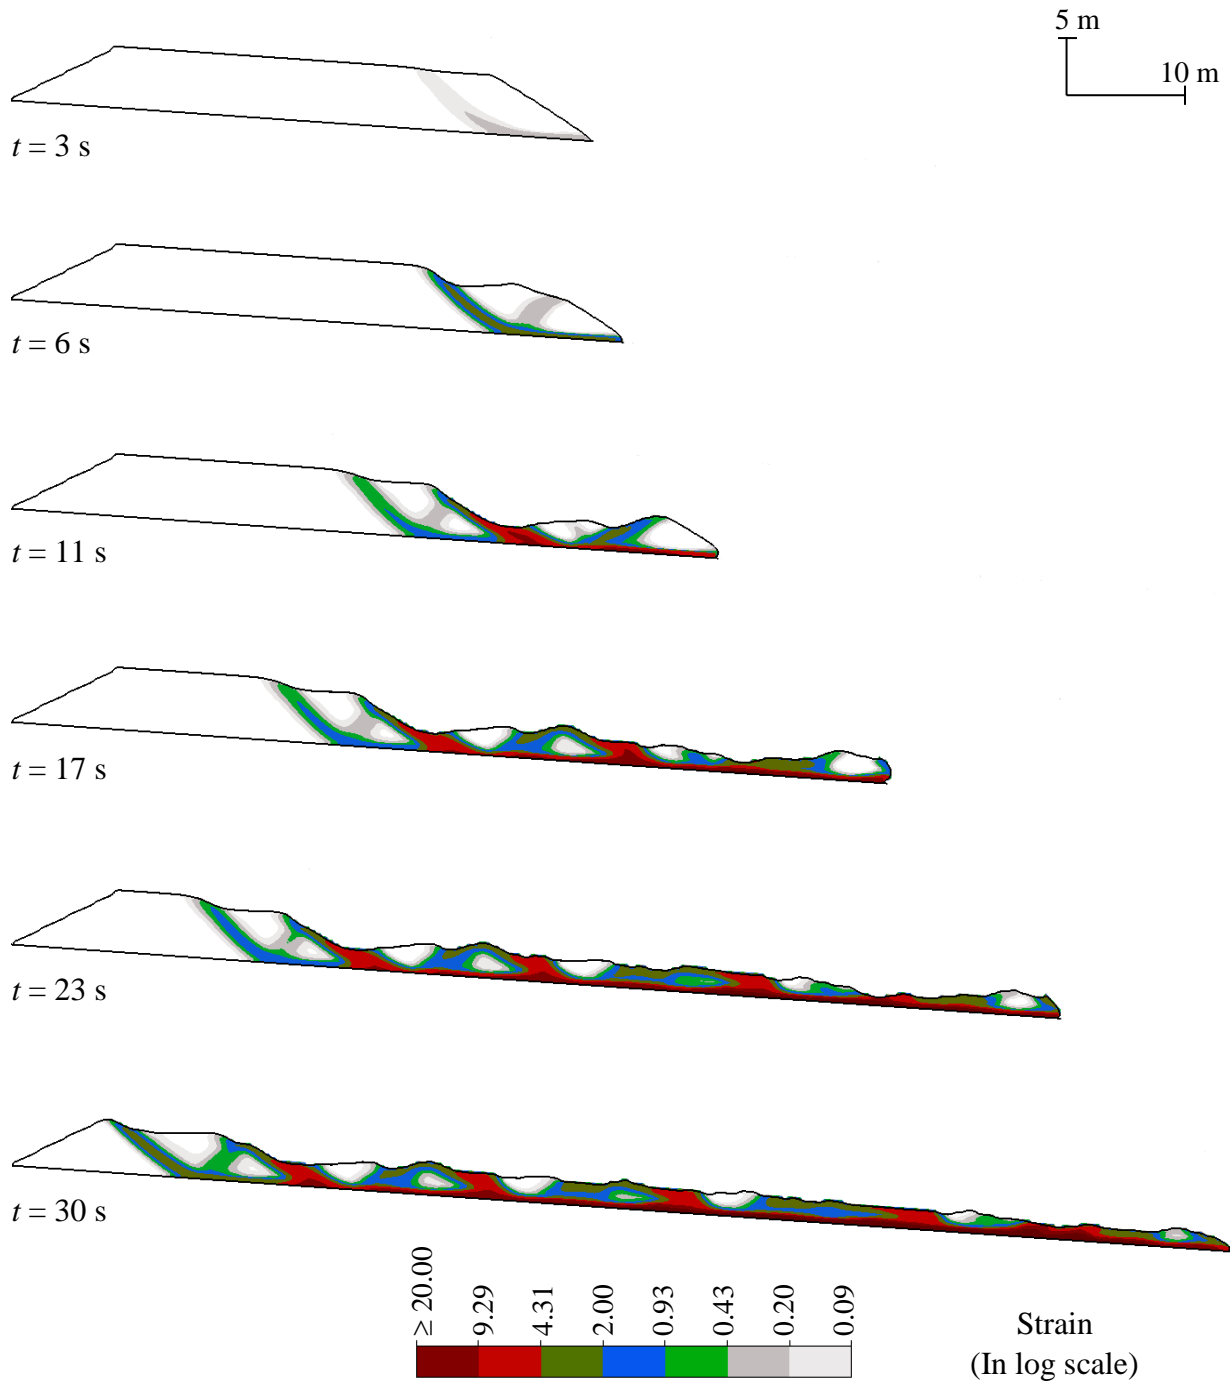 5 m
10 m
t = 3 s
t = 6 s
t = 11 s
t = 17 s
t = 23 s
t = 30 s
≥ 20.00
9.29
4.31
2.00
0.93
0.43
0.20
0.09
Strain
(In log scale)